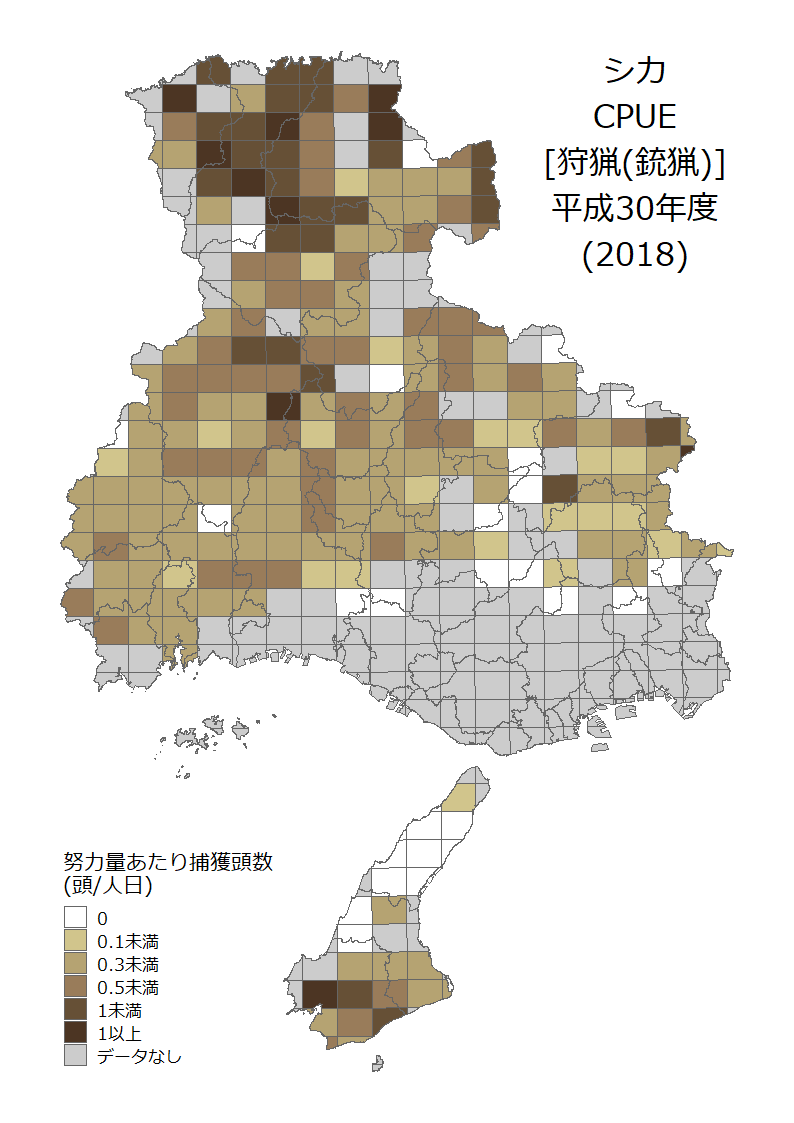 シカ
CPUE
[狩猟(銃猟)]
平成30年度
(2018)
努力量あたり捕獲頭数
(頭/人日)
0
0.1未満
0.3未満
0.5未満
1未満
1以上
データなし